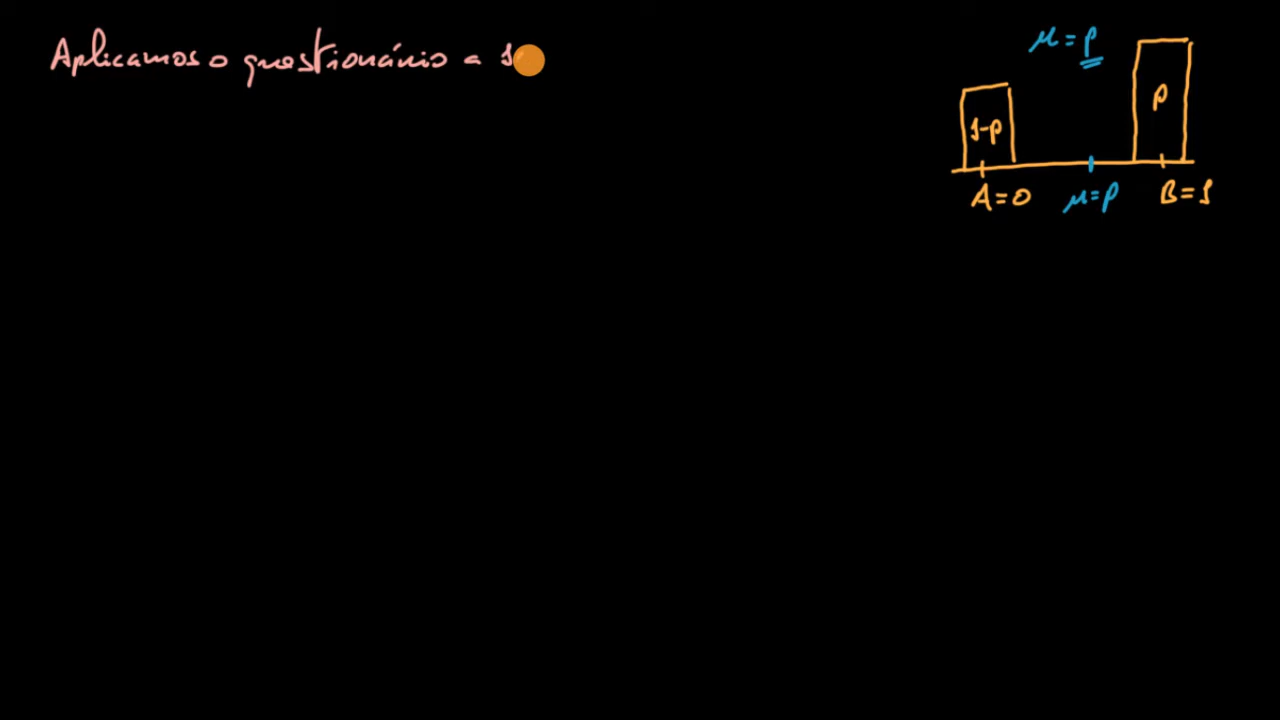 Aplicamos o questionário a 1
μ = p
1-p
p
A=0
μ=p
B=1